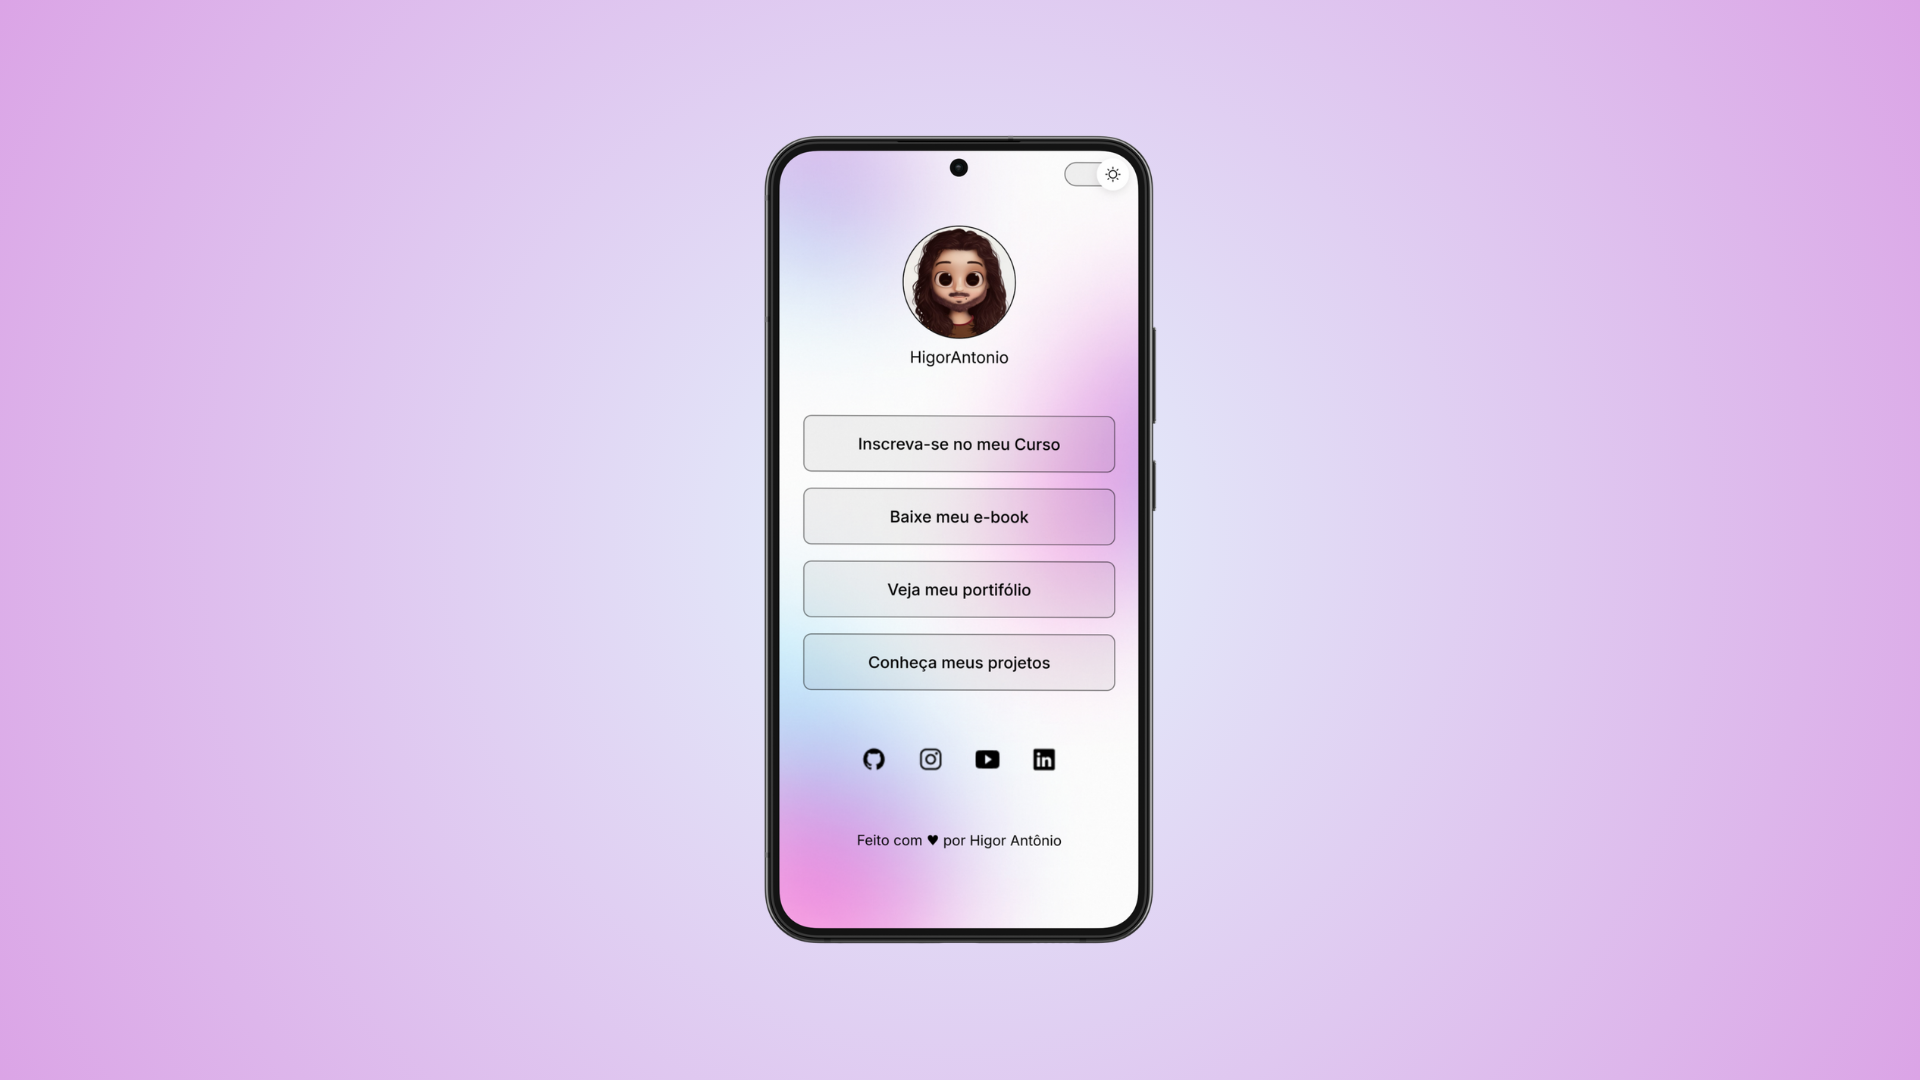 HigorAntonio
Inscreva-se no meu Curso
Baixe meu e-book
Veja meu portifólio
Conheça meus projetos
in
Feito com ♥ por Higor Antônio